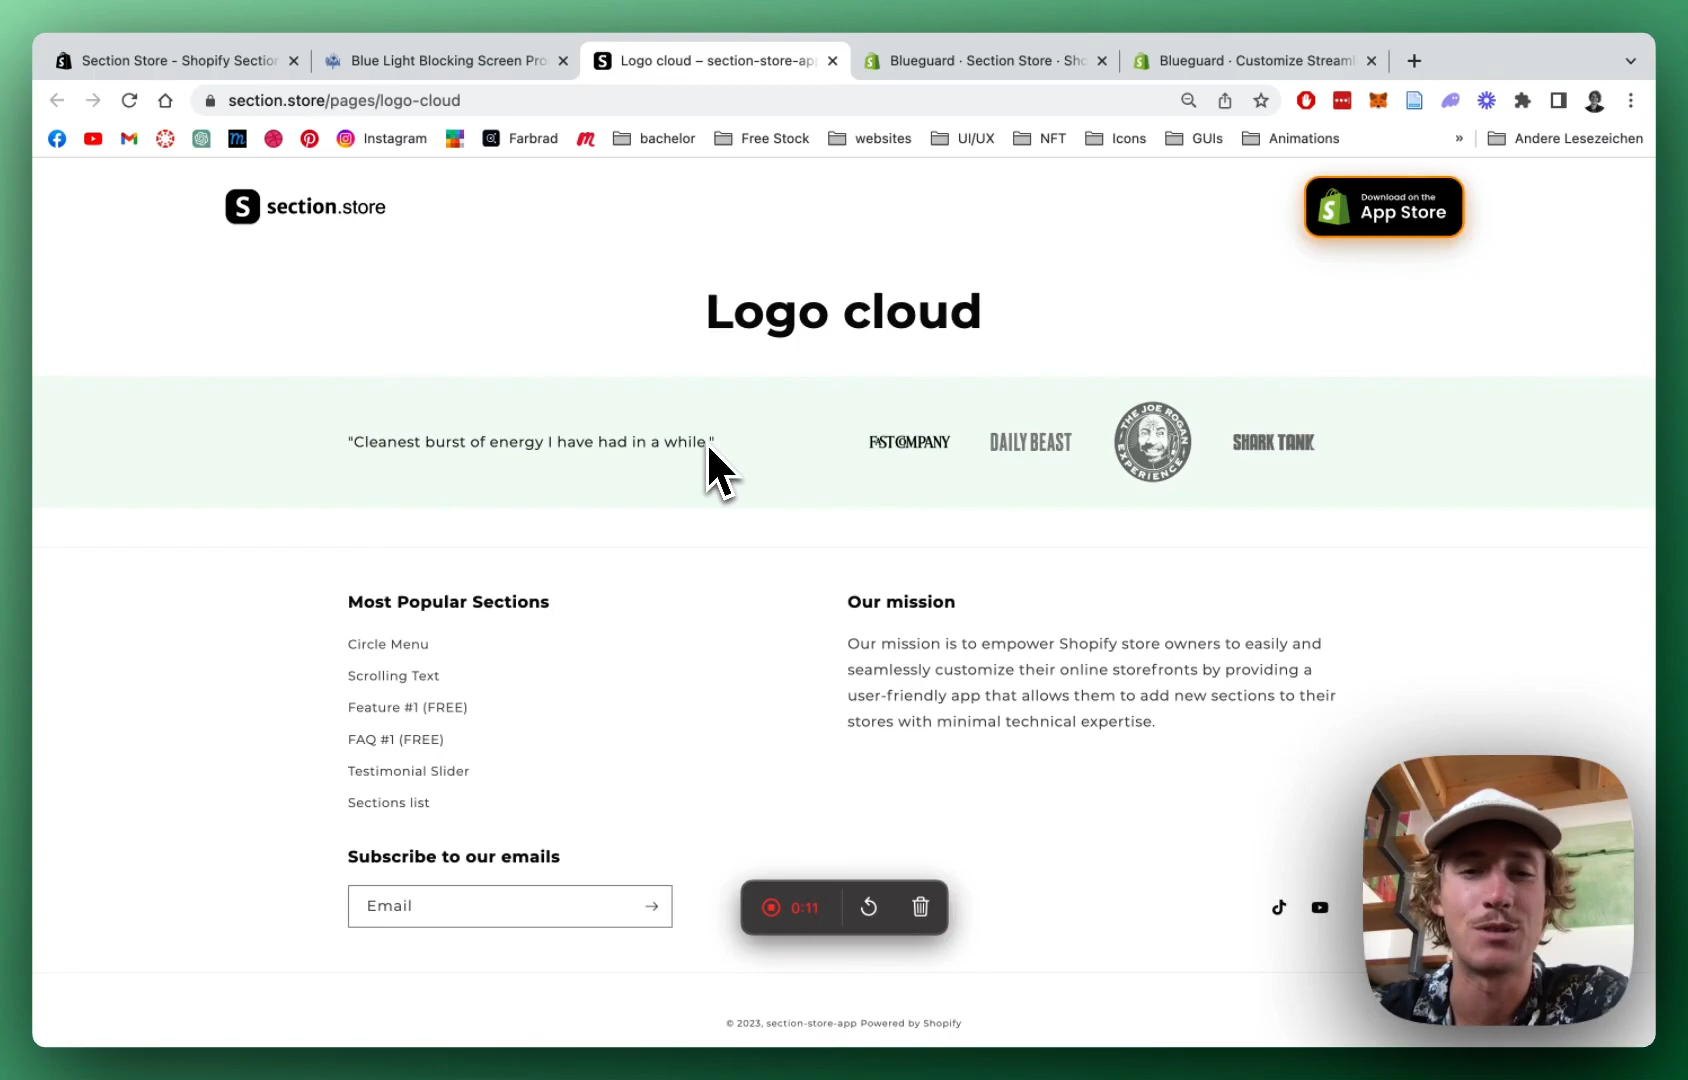 Section Store - Shopify Section
Blue Light Blocking Screen Pro
Logo cloud – section-store-app
Blueguard · Section Store · Sho
Blueguard · Customize Streaml
section.store/pages/logo-cloud
Instagram
Farbrad
bachelor
Free Stock
websites
UI/UX
NFT
Icons
GUIs
Animations
»
Andere Lesezeichen
S section.store
Download on the
App Store
Logo cloud
"Cleanest burst of energy I have had in a while"
FAST COMPANY
DAILY BEAST
THE JOE ROGAN EXPERIENCE
SHARK TANK
Most Popular Sections
Circle Menu
Scrolling Text
Feature #1 (FREE)
FAQ #1 (FREE)
Testimonial Slider
Sections list
Our mission
Our mission is to empower Shopify store owners to easily and
seamlessly customize their online storefronts by providing a
user-friendly app that allows them to add new sections to their
stores with minimal technical expertise.
Subscribe to our emails
Email
0:11
© 2023, section-store-app Powered by Shopify